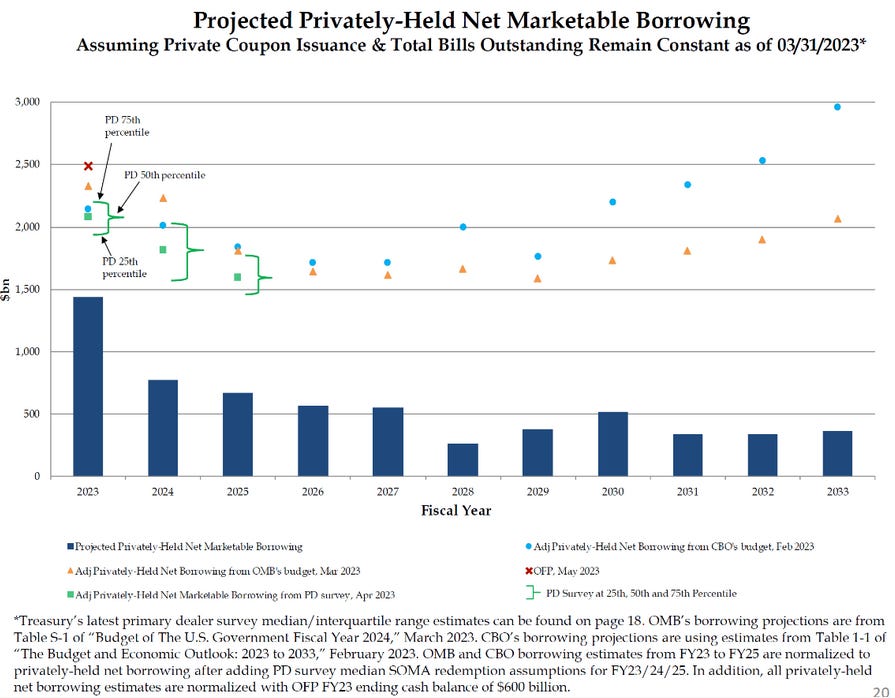 Projected Privately-Held Net Marketable Borrowing
Assuming Private Coupon Issuance & Total Bills Outstanding Remain Constant as of 03/31/2023*
3,000
2,500
2,000
1,500
1,000
500
0
$bn
PD 75th
percentile
PD 50th percentile
PD 25th
percentile
2023 2024 2025 2026 2027 2028 2029 2030 2031 2032 2033
Fiscal Year
Projected Privately-Held Net Marketable Borrowing
Adj Privately-Held Net Borrowing from CBO's budget, Feb 2023
Adj Privately-Held Net Borrowing from OMB's budget, Mar 2023
OFP, May 2023
Adj Privately-Held Net Marketable Borrowing from PD survey, Apr 2023
PD Survey at 25th, 50th and 75th Percentile
*Treasury's latest primary dealer survey median/interquartile range estimates can be found on page 18. OMB's borrowing projections are from
Table S-1 of "Budget of The U.S. Government Fiscal Year 2024," March 2023. CBO's borrowing projections are using estimates from Table 1-1 of
"The Budget and Economic Outlook: 2023 to 2033," February 2023. OMB and CBO borrowing estimates from FY23 to FY25 are normalized to
privately-held net borrowing after adding PD survey median SOMA redemption assumptions for FY23/24/25. In addition, all privately-held
net borrowing estimates are normalized with OFP FY23 ending cash balance of $600 billion.